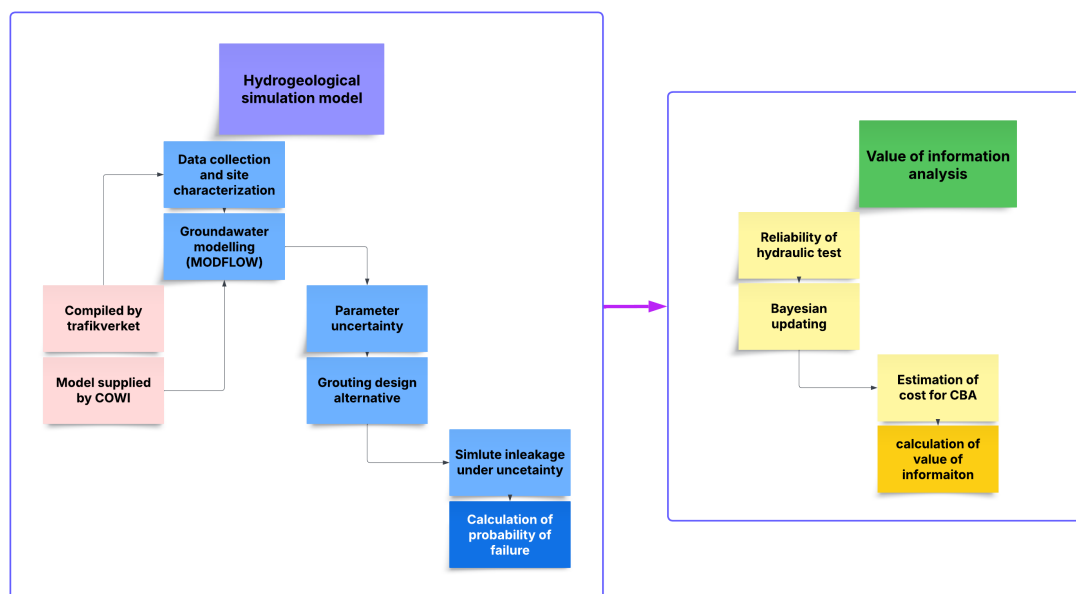 Hydrogeological
simulation model
Data collection
and site
characterization
Groundawater
modelling
(MODFLOW)
Compiled by
trafikverket
Model supplied
by COWI
Parameter
uncertainty
Grouting design
alternative
Simlute inleakage
under uncetainty
Calculation of
probability of
failure
Value of information
analysis
Reliability of
hydraulic test
Bayesian
updating
Estimation of
cost for CBA
calculation of
value of
informaiton